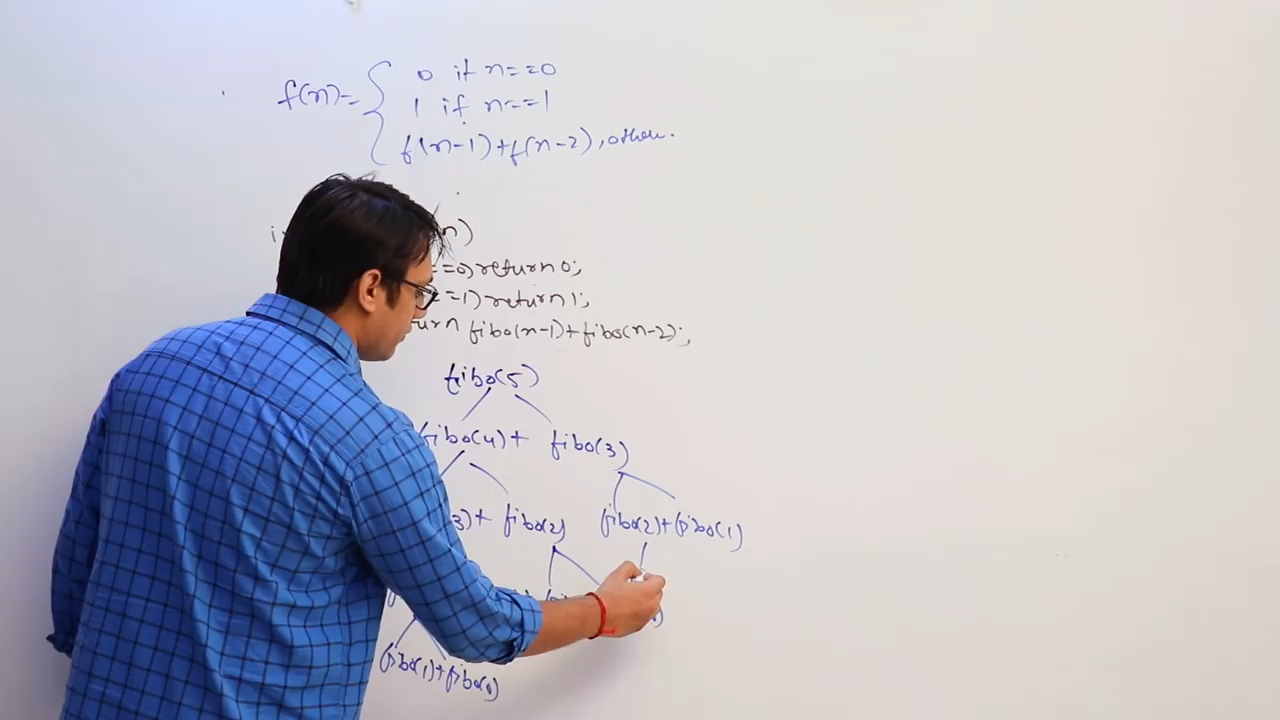 f(n)= { 0 if n==0
1 if n==1
f(n-1)+f(n-2), other.
n)
==0) return 0;
=1) return 1;
urn fibo(n-1)+fibo(n-2);
fibo(5)
fibo(4)+ fibo(3)
3)+ fibo(2) fibo(2)+fibo(1)
fibo(1)+fibo(0)